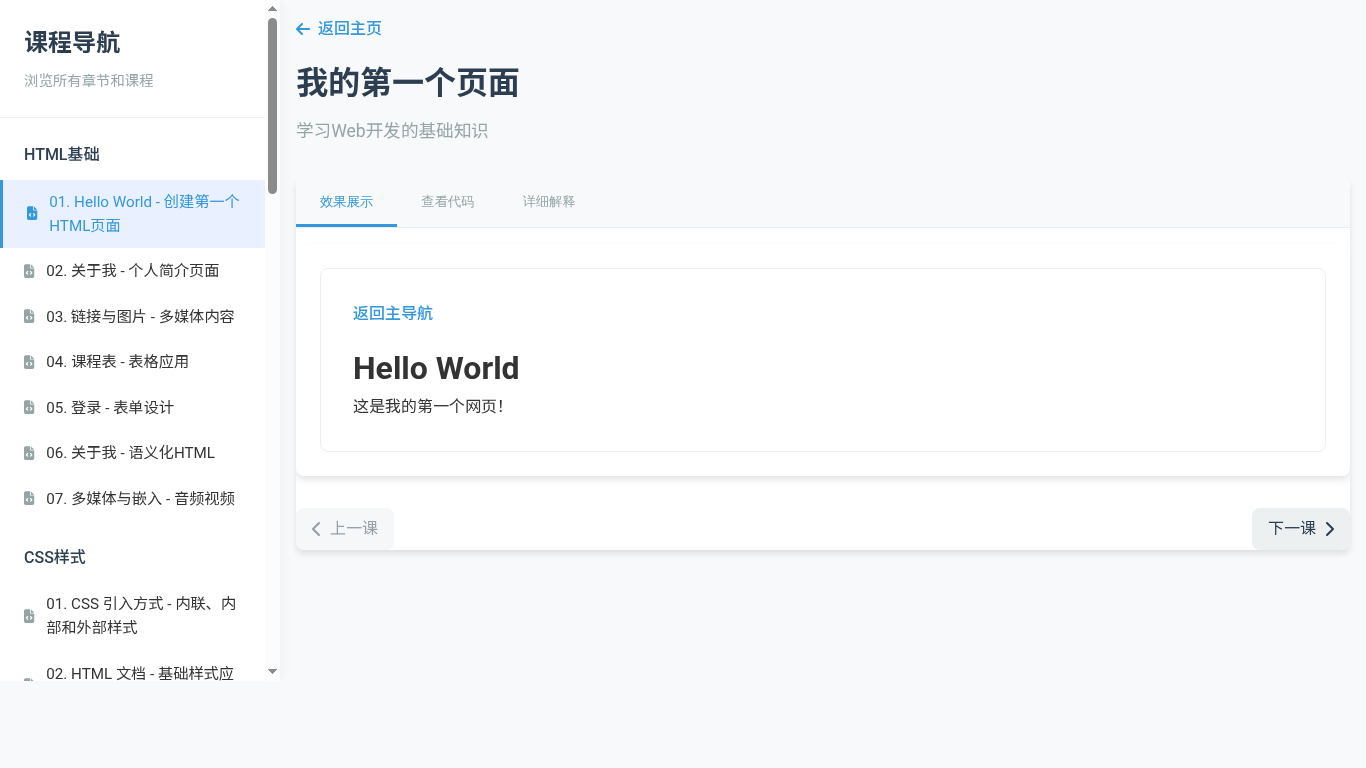 课程导航
浏览所有章节和课程
HTML基础
01. Hello World - 创建第一个
HTML页面
02. 关于我 - 个人简介页面
03. 链接与图片 - 多媒体内容
04. 课程表 - 表格应用
05. 登录 - 表单设计
06. 关于我 - 语义化HTML
07. 多媒体与嵌入 - 音频视频
CSS样式
01. CSS 引入方式 - 内联、内
部和外部样式
02. HTML 文档 - 基础样式应
返回主页
我的第一个页面
学习Web开发的基础知识
效果展示
查看代码
详细解释
返回主导航
Hello World
这是我的第一个网页！
上一课
下一课